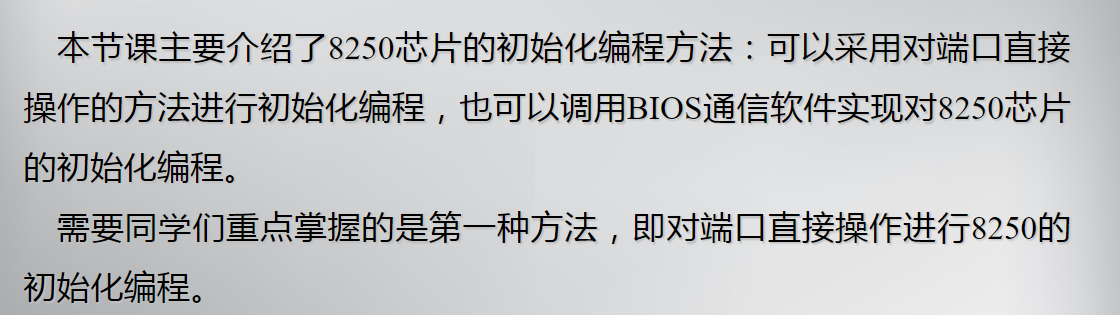 本节课主要介绍了8250芯片的初始化编程方法：可以采用对端口直接
操作的方法进行初始化编程，也可以调用BIOS通信软件实现对8250芯片
的初始化编程。
需要同学们重点掌握的是第一种方法，即对端口直接操作进行8250的
初始化编程。